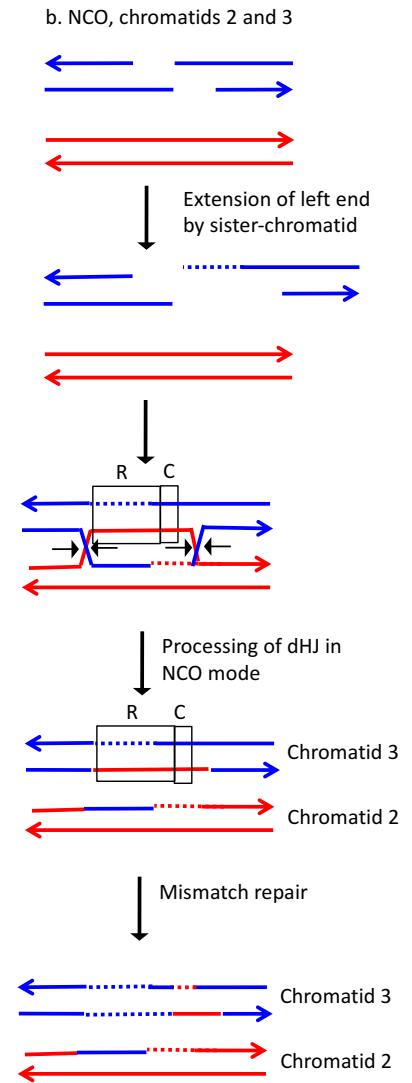 b. NCO, chromatids 2 and 3
Extension of left end
by sister-chromatid
R C
Processing of dHJ in
NCO mode
R C
Chromatid 3
Chromatid 2
Mismatch repair
Chromatid 3
Chromatid 2